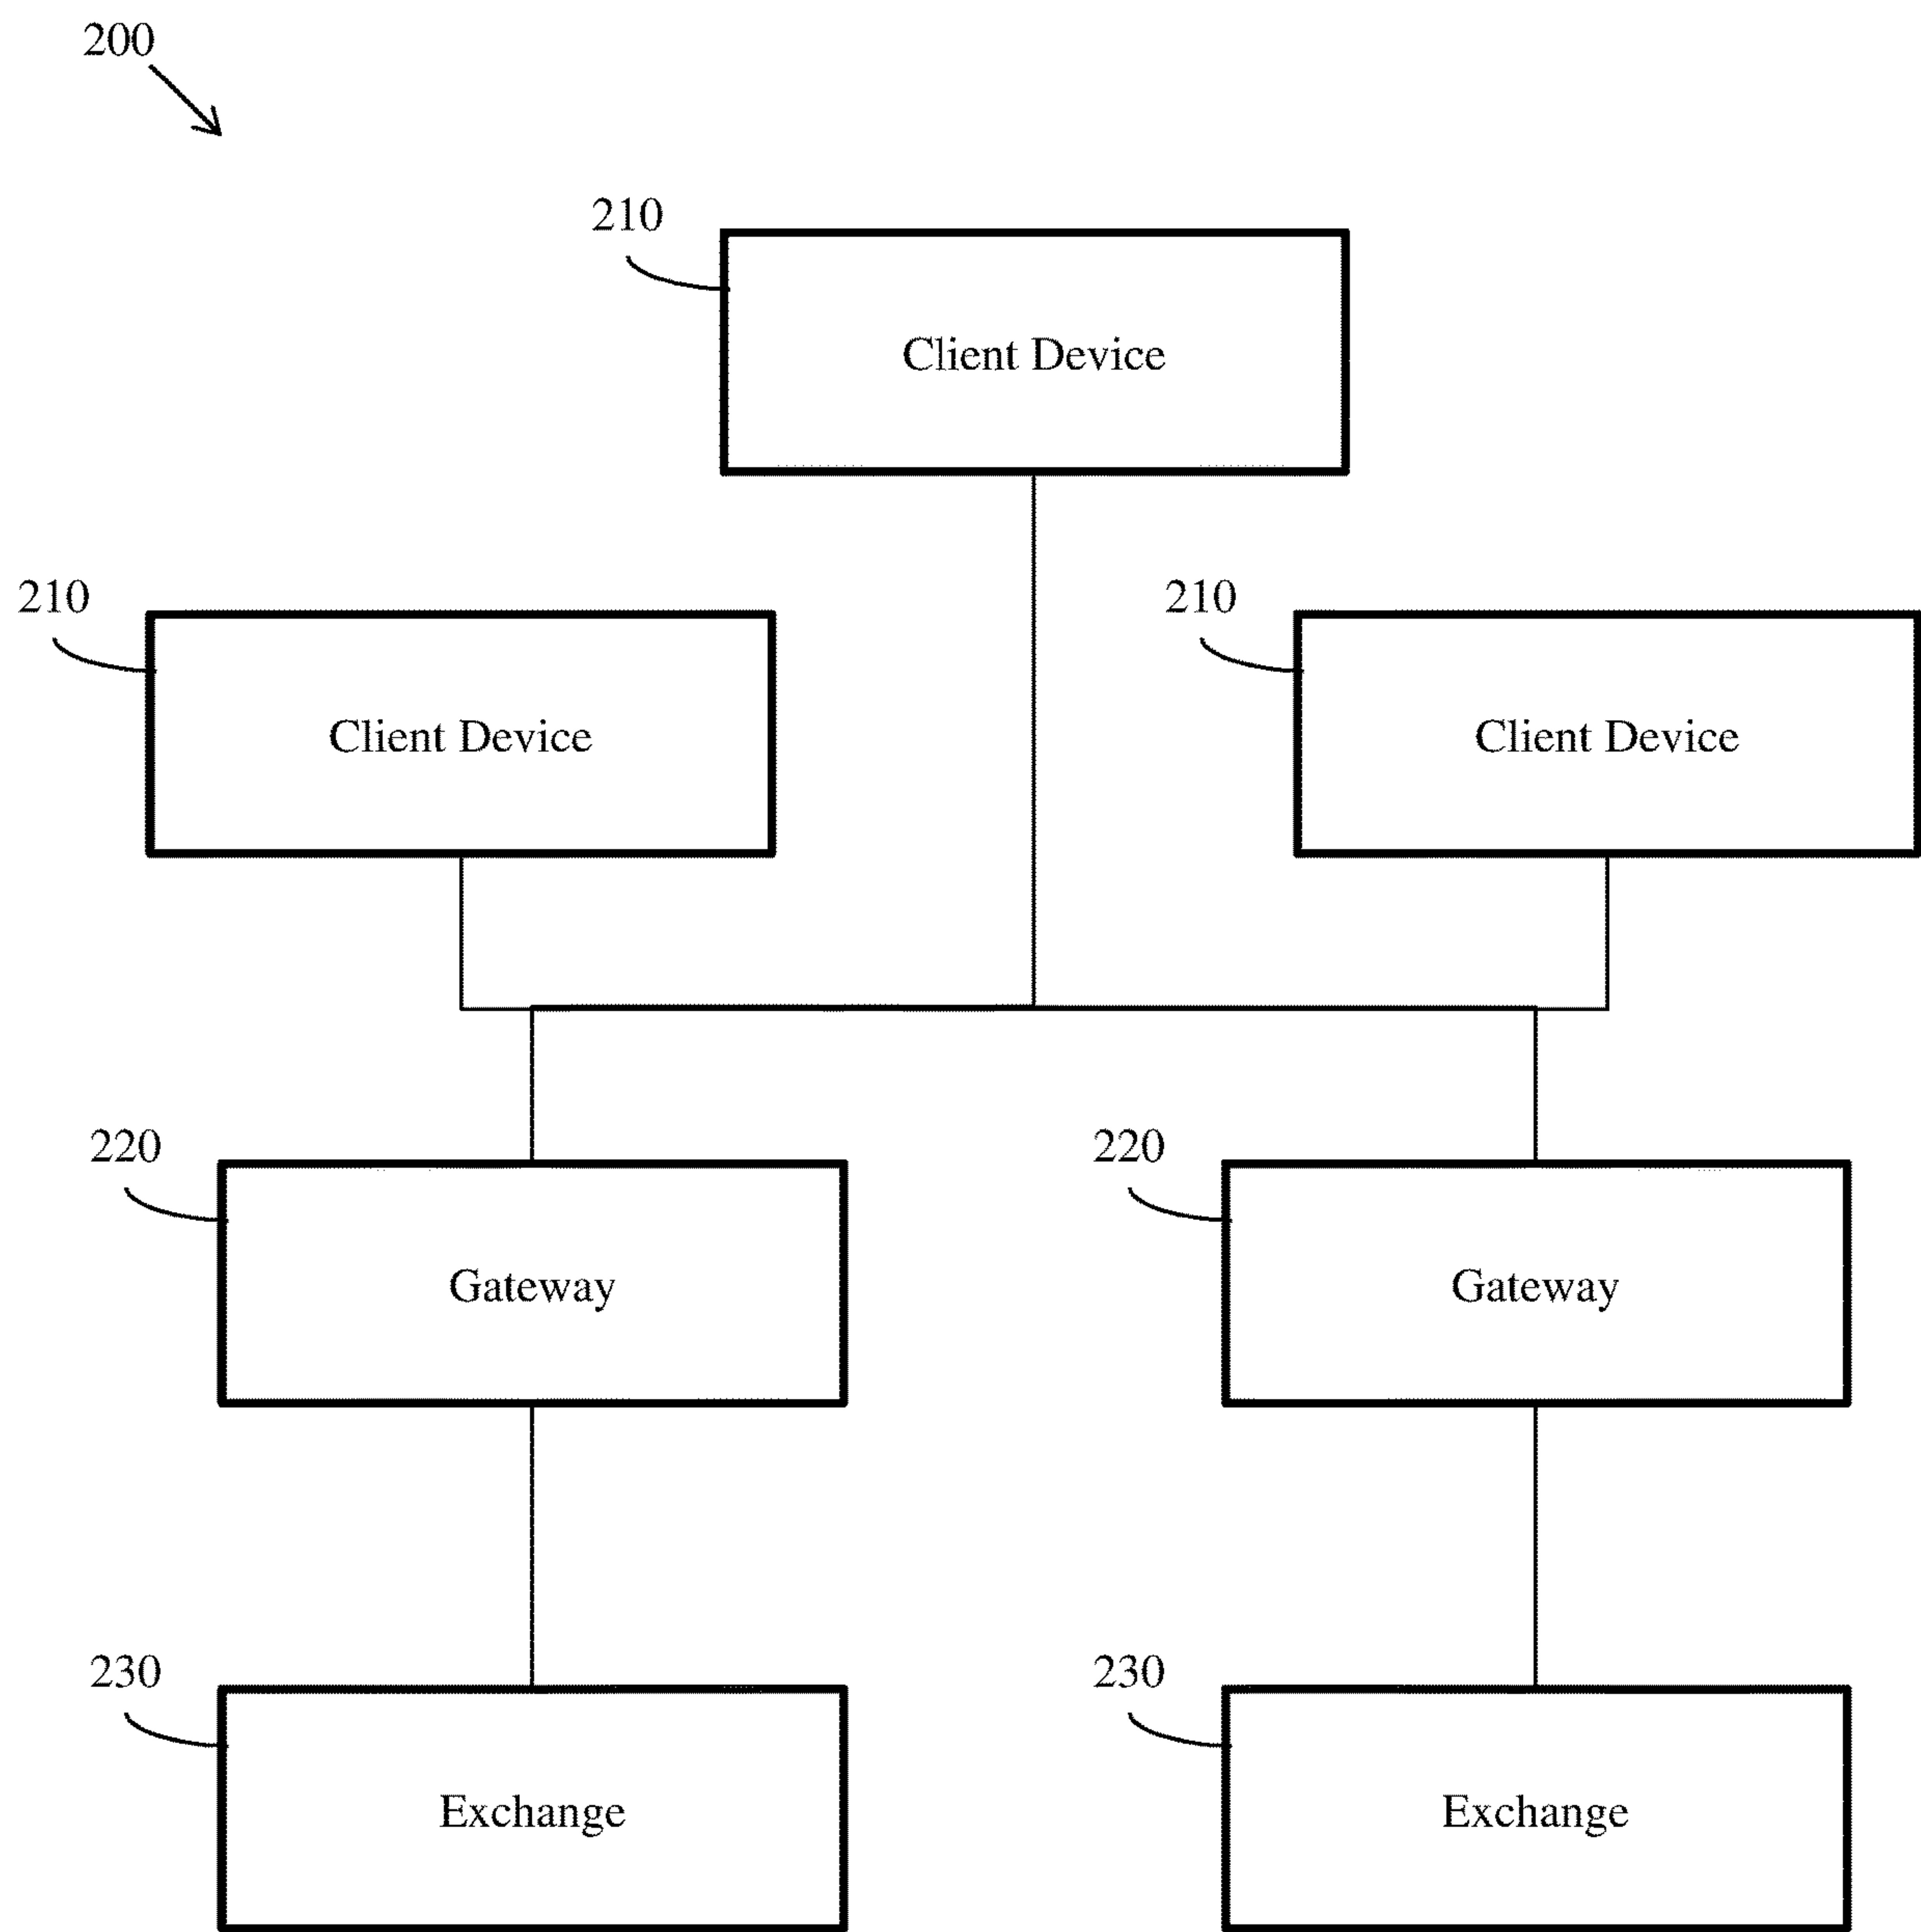 200
210
Client Device
210
210
Client Device
Client Device
220
220
Gateway
Gateway
230
230
Exchange
Exchange